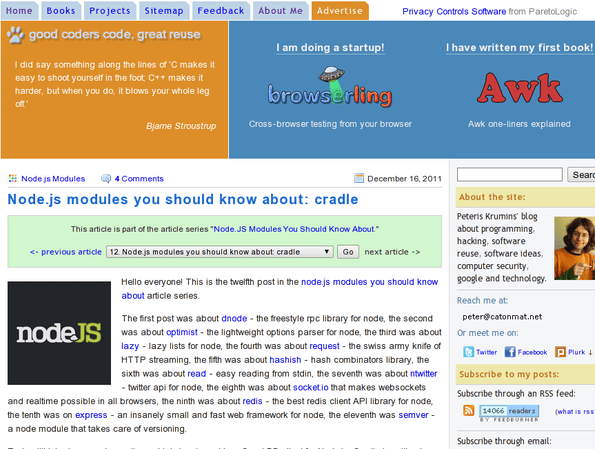 Home Books Projects Sitemap Feedback About Me Advertise
Privacy Controls Software from ParetoLogic
good coders code, great reuse
I did say something along the lines of 'C makes it
easy to shoot yourself in the foot; C++ makes it
harder, but when you do, it blows your whole leg
off.'
Bjarne Stroustrup
I am doing a startup!
browserling
Cross-browser testing from your browser
I have written my first book!
Awk
Awk one-liners explained
Node.js Modules
4 Comments
December 16, 2011
Node.js modules you should know about: cradle
This article is part of the article series "Node.JS Modules You Should Know About."
<- previous article
12. Node.js modules you should know about: cradle
Go
next article ->
nodeJS
Hello everyone! This is the twelfth post in the node.js modules you should know
about article series.
The first post was about dnode - the freestyle rpc library for node, the second
was about optimist - the lightweight options parser for node, the third was about
lazy - lazy lists for node, the fourth was about request - the swiss army knife of
HTTP streaming, the fifth was about hashish - hash combinators library, the
sixth was about read - easy reading from stdin, the seventh was about ntwitter
- twitter api for node, the eighth was about socket.io that makes websockets
and realtime possible in all browsers, the ninth was about redis - the best redis client API library for node,
the tenth was on express - an insanely small and fast web framework for node, the eleventh was semver -
a node module that takes care of versioning.
Searc
About the site:
Peteris Krumins' blog
about programming,
hacking, software
reuse, software ideas,
computer security,
google and technology.
Reach me at:
peter@catonmat.net
Or meet me on:
Twitter Facebook Plurk ↓
Subscribe to my posts:
Subscribe through an RSS feed:
14066 readers
BY FEEDBURNER
(what is rss
Subscribe through email: